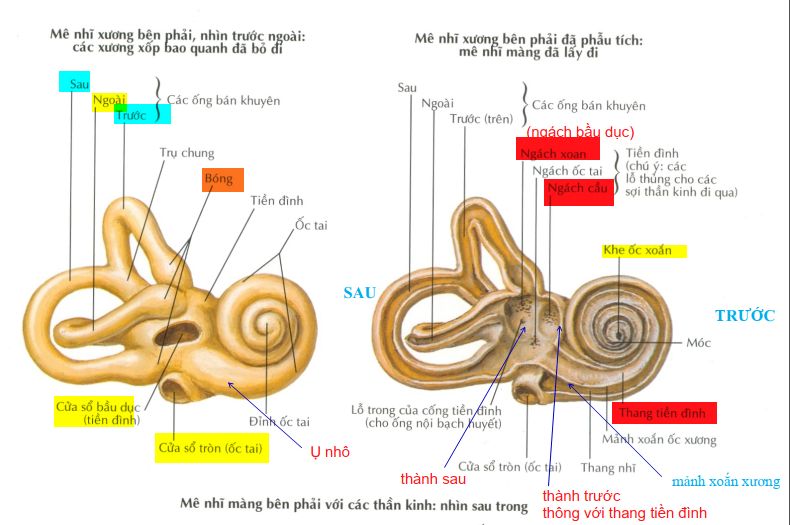 Mê nhĩ xương bên phải, nhìn trước ngoài:
các xương xốp bao quanh đã bỏ đi
Sau
Ngoài
Trước
Các ống bán khuyên
Trụ chung
Bóng
Tiền đình
Ốc tai
Cửa sổ bầu dục
(tiền đình)
Cửa sổ tròn (ốc tai)
Đỉnh ốc tai
Ụ nhô
Mê nhĩ xương bên phải đã phẫu tích:
mê nhĩ màng đã lấy đi
Sau
Ngoài
Trước (trên)
Các ống bán khuyên
(ngách bầu dục)
Ngách xoan
Ngách ốc tai
Ngách cầu
Tiền đình
(chú ý: các
lỗ thủng cho các
sợi thần kinh đi qua)
Khe ốc xoắn
SAU
TRƯỚC
Móc
Lỗ trong của cống tiền đình
(cho ống nội bạch huyết)
Thang tiền đình
Mảnh xoắn ốc xương
Cửa sổ tròn (ốc tai)
Thang nhĩ
thành sau
mảnh xoắn xương
thành trước
thông với thang tiền đình
Mê nhĩ màng bên phải với các thần kinh: nhìn sau trong